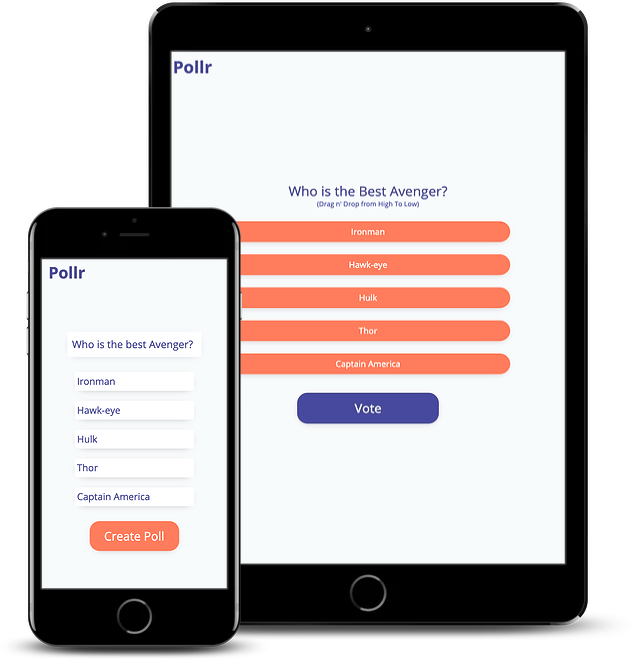 Pollr
Who is the Best Avenger?
(Drag n' Drop from High To Low)
Ironman
Hawk-eye
Hulk
Thor
Captain America
Vote
Pollr
Who is the best Avenger?
Ironman
Hawk-eye
Hulk
Thor
Captain America
Create Poll